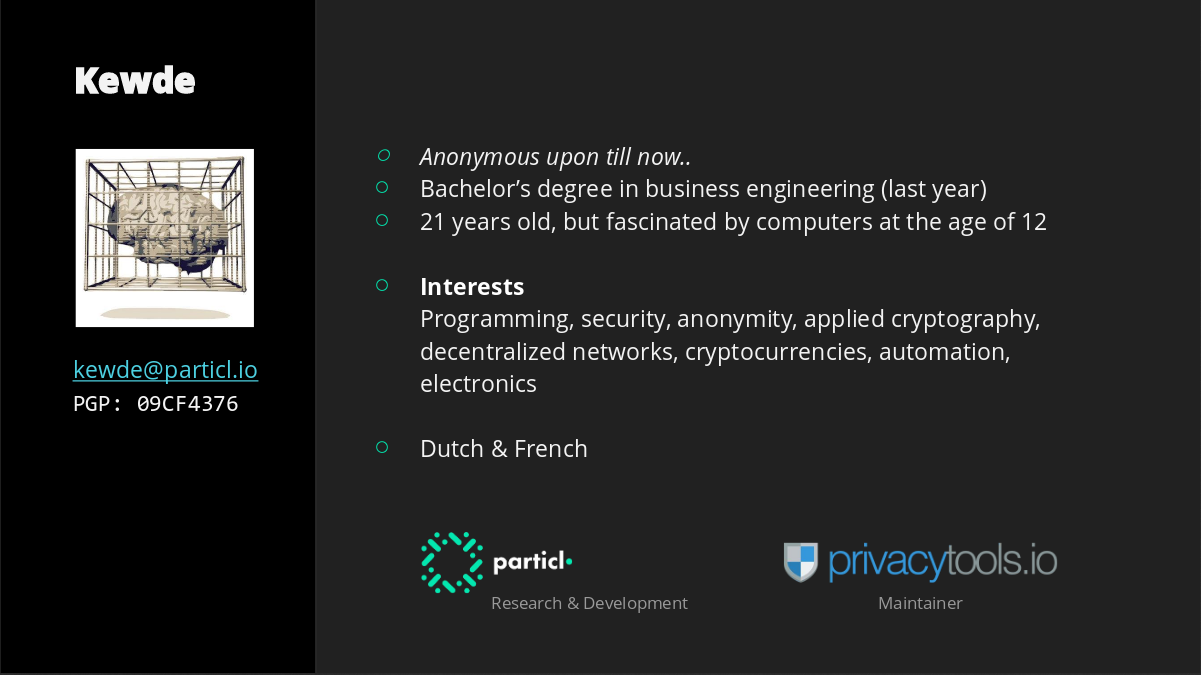 Kewde
kewde@particl.io
PGP: 09CF4376
Anonymous upon till now..
Bachelor’s degree in business engineering (last year)
21 years old, but fascinated by computers at the age of 12
Interests
Programming, security, anonymity, applied cryptography,
decentralized networks, cryptocurrencies, automation,
electronics
Dutch & French
particl
Research & Development
privacytools.io
Maintainer